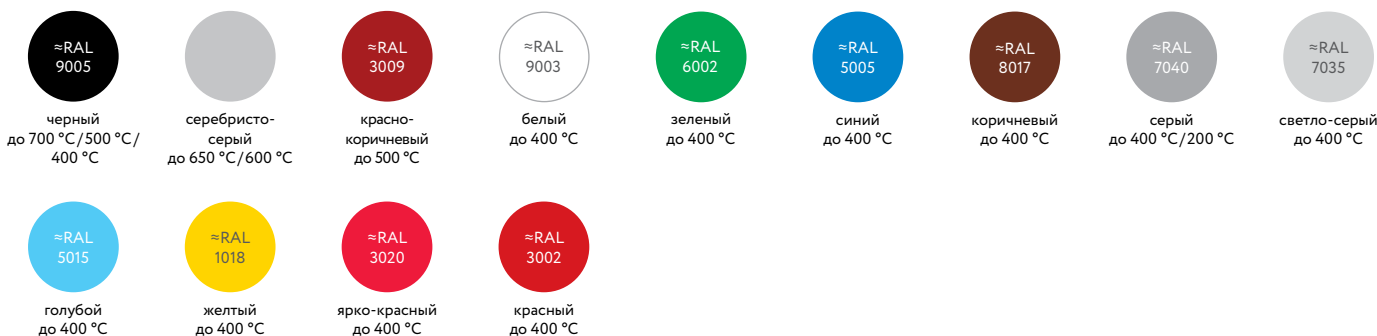 ≈RAL
9005
черный
до 700 °C/500 °C/
400 °C
серебристо-
серый
до 650 °C/600 °C
≈RAL
3009
красно-
коричневый
до 500 °C
≈RAL
9003
белый
до 400 °C
≈RAL
6002
зеленый
до 400 °C
≈RAL
5005
синий
до 400 °C
≈RAL
8017
коричневый
до 400 °C
≈RAL
7040
серый
до 400 °C/200 °C
≈RAL
7035
светло-серый
до 400 °C
≈RAL
5015
голубой
до 400 °C
≈RAL
1018
желтый
до 400 °C
≈RAL
3020
ярко-красный
до 400 °C
≈RAL
3002
красный
до 400 °C